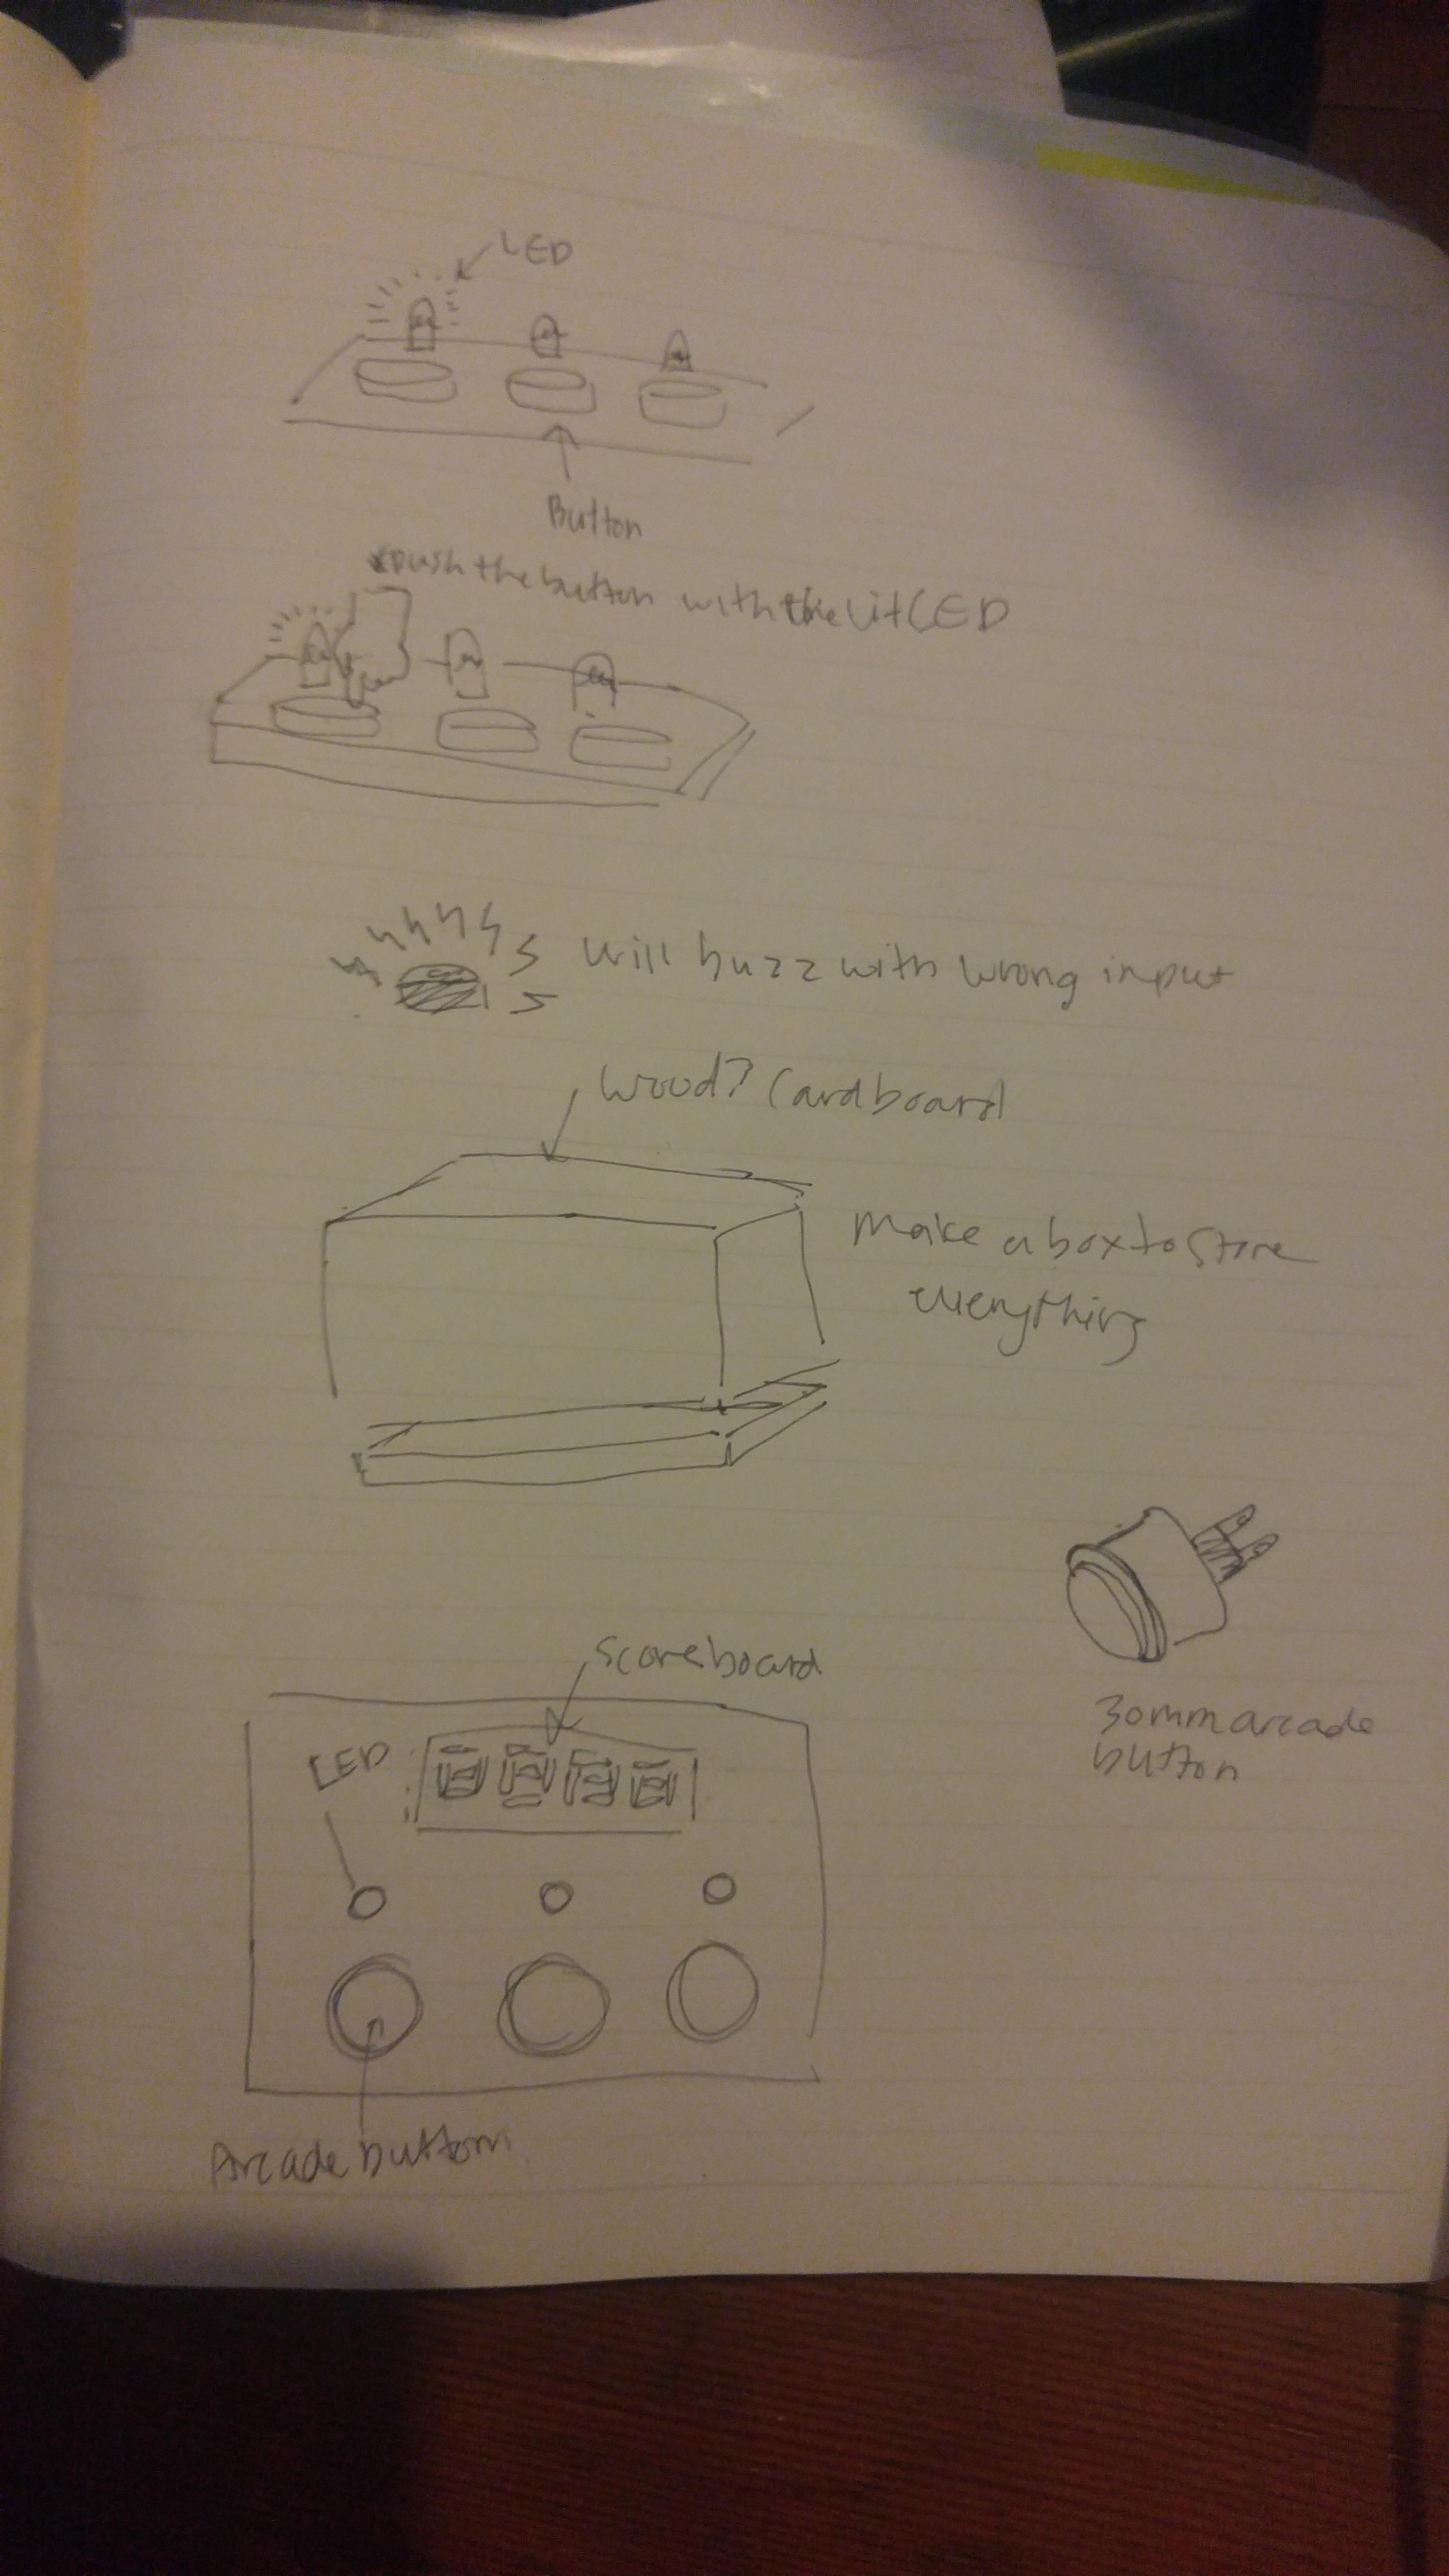 LED
Button
push the button with the lit LED
will buzz with wrong input
wood? Cardboard
make a box to store
everything
Scoreboard
LED
Arcade button
30mm arcade
button